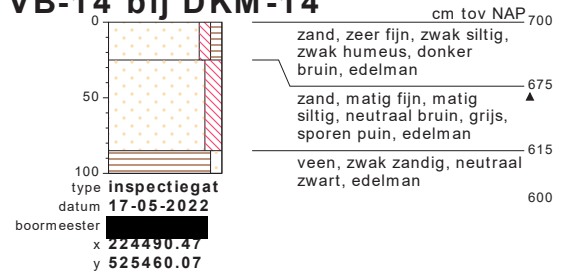 VB-14 bij DKM-14
cm tov NAP
0
700
zand, zeer fijn, zwak siltig,
zwak humeus, donker
bruin, edelman
675
50
zand, matig fijn, matig
siltig, neutraal bruin, grijs,
sporen puin, edelman
615
veen, zwak zandig, neutraal
zwart, edelman
100
600
type inspectiegat
datum 17-05-2022
boormeester
x 224490.47
y 525460.07